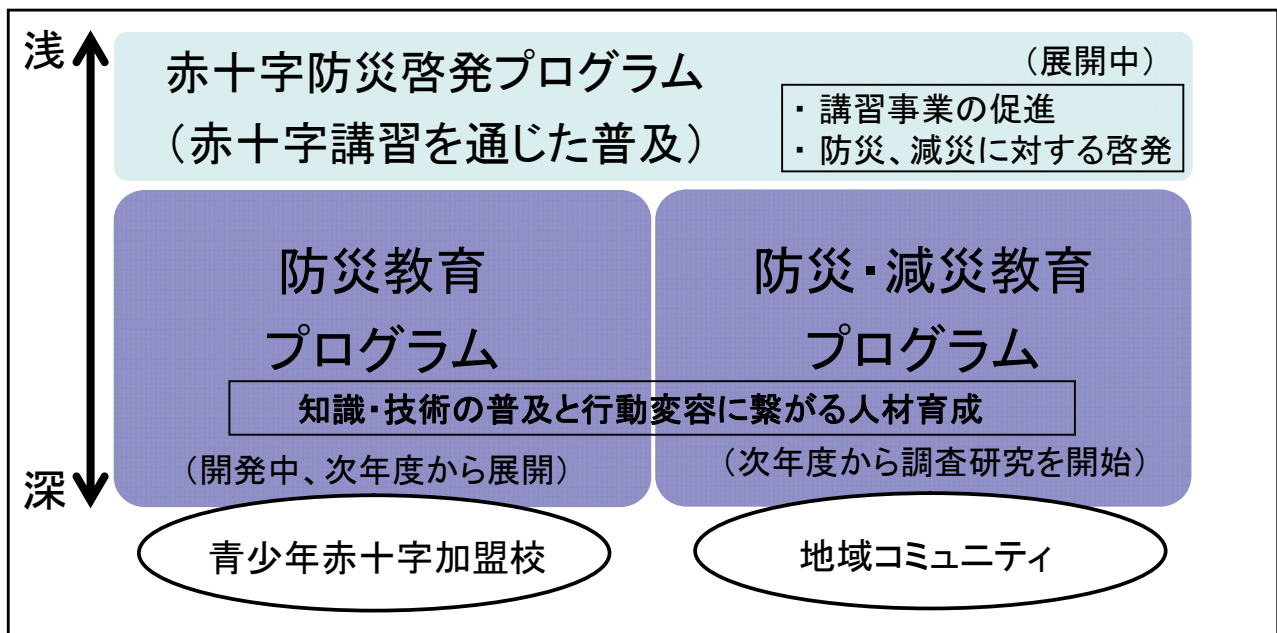 浅
赤十字防災啓発プログラム
(赤十字講習を通じた普及)
(展開中)
・ 講習事業の促進
・ 防災、減災に対する啓発
防災教育
プログラム
防災・減災教育
プログラム
知識・技術の普及と行動変容に繋がる人材育成
(開発中、次年度から展開)
(次年度から調査研究を開始)
深
青少年赤十字加盟校
地域コミュニティ